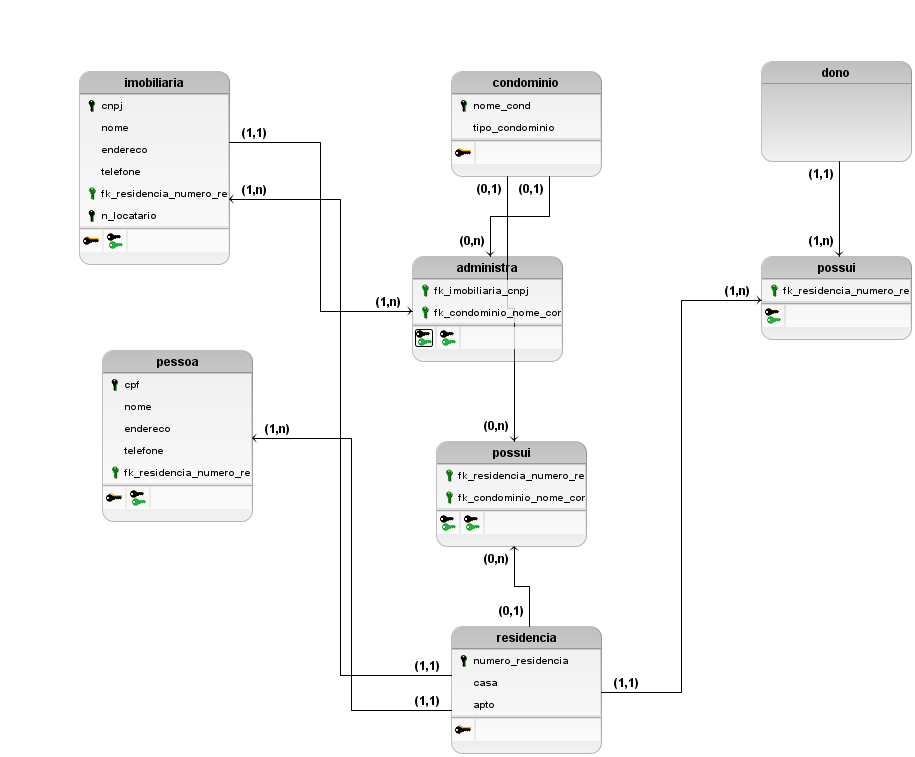 imobiliaria
cnpj
nome
endereco
telefone
fk_residencia_numero_re
n_locatario
(1,1)
(1,n)
condominio
nome_cond
tipo_condominio
(0,1)
(0,1)
dono
(1,1)
(1,n)
(0,n)
administra
fk_imobiliaria_cnpj
fk_condominio_nome_cor
(1,n)
possui
fk_residencia_numero_re
(1,n)
pessoa
cpf
nome
endereco
telefone
fk_residencia_numero_re
(1,n)
(0,n)
possui
fk_residencia_numero_re
fk_condominio_nome_cor
(0,n)
(0,1)
residencia
numero_residencia
casa
apto
(1,1)
(1,1)
(1,1)